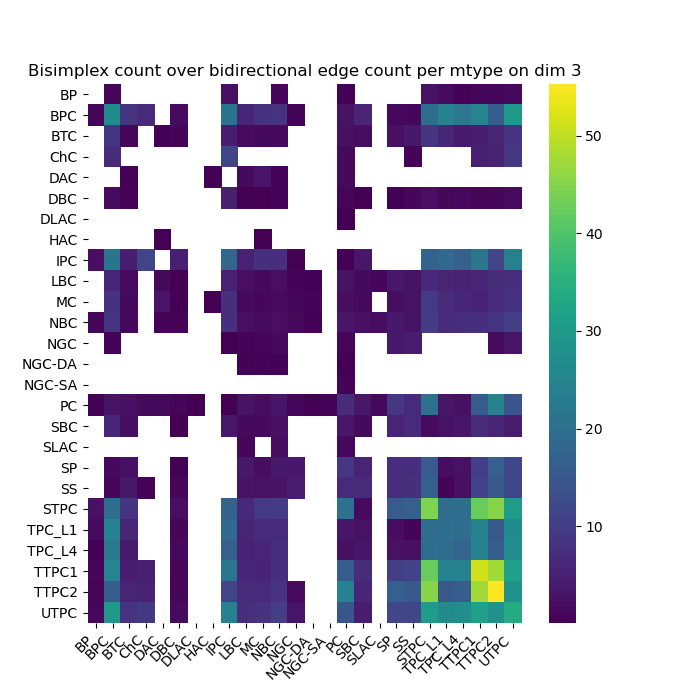 Bisimplex count over bidirectional edge count per mtype on dim 3
BP
BPC
BTC
ChC
DAC
DBC
DLAC
HAC
IPC
LBC
MC
NBC
NGC
NGC-DA
NGC-SA
PC
SBC
SLAC
SP
SS
STPC
TPC_L1
TPC_L4
TTPC1
TTPC2
UTPC
50
40
30
20
10
BP
BPC
BTC
ChC
DAC
DBC
DLAC
HAC
IPC
LBC
MC
NBC
NGC
NGC-DA
NGC-SA
PC
SBC
SLAC
SP
SS
STPC
TPC_L1
TPC_L4
TTPC1
TTPC2
UTPC